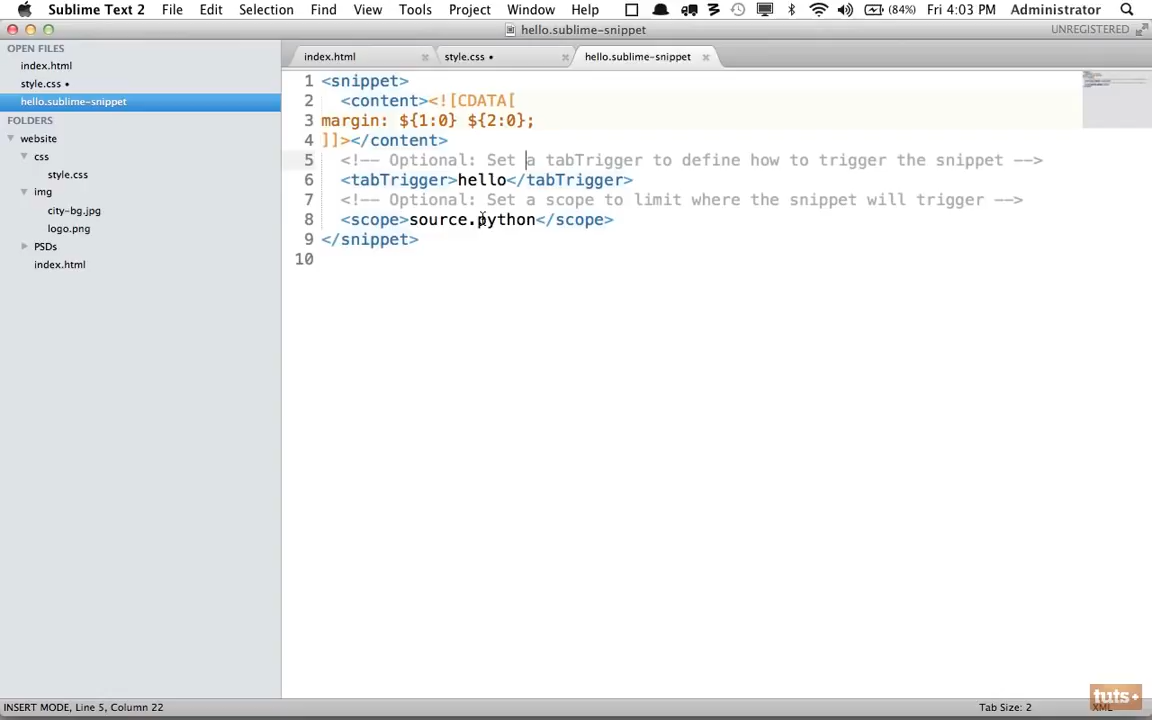 Sublime Text 2 File Edit Selection Find View Tools Project Window Help (84%) Fri 4:03 PM Administrator
hello.sublime-snippet
UNREGISTERED
OPEN FILES
index.html
style.css •
hello.sublime-snippet
FOLDERS
website
css
style.css
img
city-bg.jpg
logo.png
PSDs
index.html
index.html style.css • hello.sublime-snippet
1 <snippet>
2 <content><![CDATA[
3 margin: ${1:0} ${2:0};
4 ]]></content>
5 <!-- Optional: Set a tabTrigger to define how to trigger the snippet -->
6 <tabTrigger>hello</tabTrigger>
7 <!-- Optional: Set a scope to limit where the snippet will trigger -->
8 <scope>source.python</scope>
9 </snippet>
10
INSERT MODE, Line 5, Column 22
Tab Size: 2
XML
tuts+